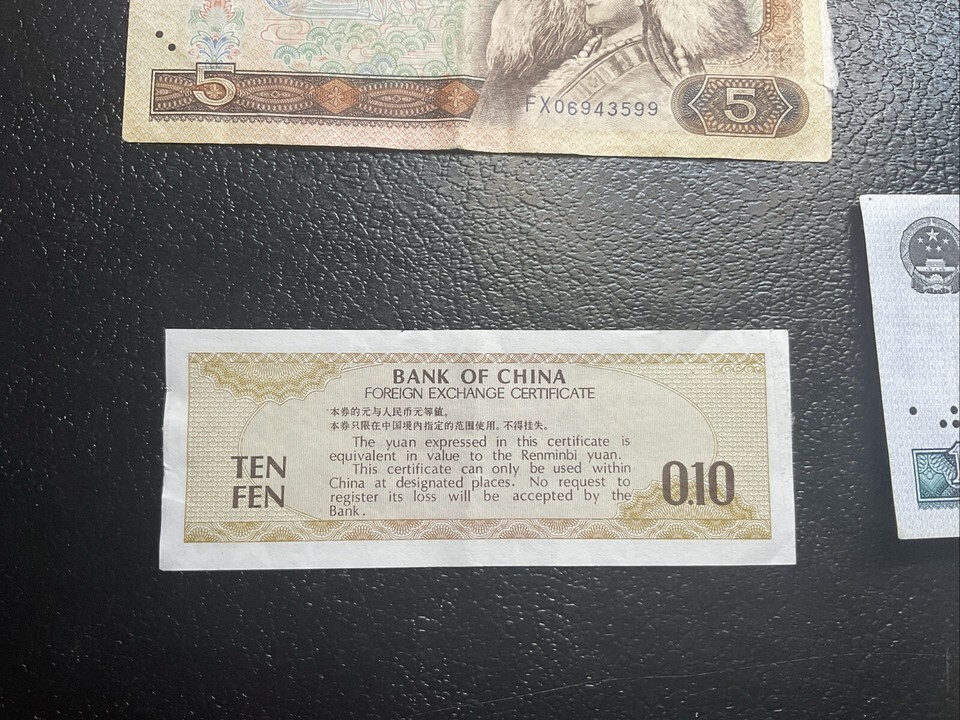 5
FX06943599
5
BANK OF CHINA
FOREIGN EXCHANGE CERTIFICATE
本券的元与人民币元等值。
本券只限在中国境内指定的范围使用。不得挂失。
The yuan expressed in this certificate is
equivalent in value to the Renminbi yuan.
This certificate can only be used within
China at designated places. No request to
register its loss will be accepted by the
Bank.
TEN
FEN
0.10
1